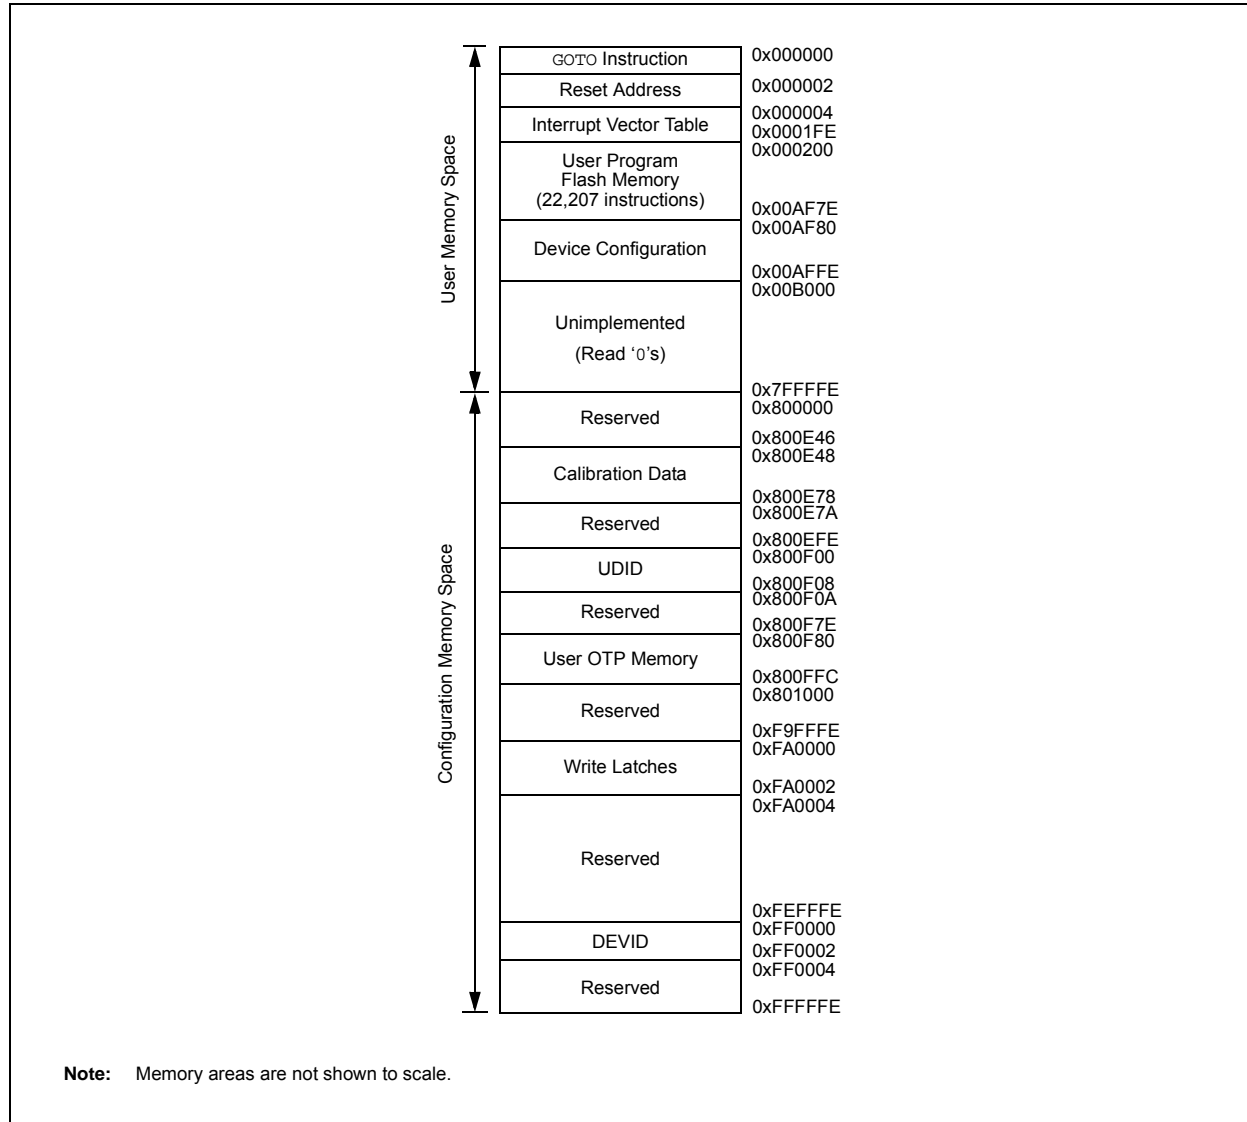 GOTO Instruction
0x000000
Reset Address
0x000002
Interrupt Vector Table
0x000004
0x0001FE
User Program
Flash Memory
(22,207 instructions)
0x000200
0x00AF7E
Device Configuration
0x00AF80
0x00AFFE
Unimplemented
(Read ‘0’s)
0x00B000
0x7FFFFE
User Memory Space
Reserved
0x800000
0x800E46
Calibration Data
0x800E48
0x800E78
Reserved
0x800E7A
0x800EFE
UDID
0x800F00
0x800F08
Reserved
0x800F0A
0x800F7E
User OTP Memory
0x800F80
0x800FFC
Reserved
0x801000
0xF9FFFE
Write Latches
0xFA0000
0xFA0002
Reserved
0xFA0004
0xFEFFFE
DEVID
0xFF0000
0xFF0002
Reserved
0xFF0004
0xFFFFFE
Configuration Memory Space
Note: Memory areas are not shown to scale.